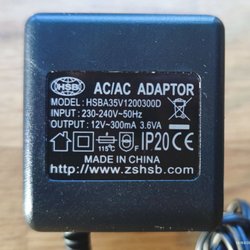 HSB
AC/AC ADAPTOR
MODEL: HSBA35V1200300D
INPUT: 230-240V~50Hz
OUTPUT: 12V~300mA 3.6VA
115°C F IP20 CE
MADE IN CHINA
http://www.zshsb.com